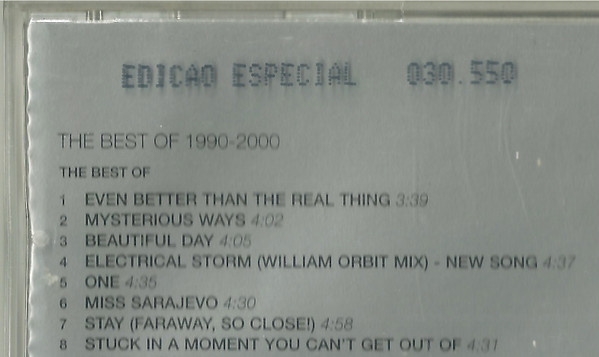 EDICAO ESPECIAL 030.550
THE BEST OF 1990-2000
THE BEST OF
1 EVEN BETTER THAN THE REAL THING 3:39
2 MYSTERIOUS WAYS 4:02
3 BEAUTIFUL DAY 4:05
4 ELECTRICAL STORM (WILLIAM ORBIT MIX) - NEW SONG 4:37
5 ONE 4:35
6 MISS SARAJEVO 4:30
7 STAY (FARAWAY, SO CLOSE!) 4:58
8 STUCK IN A MOMENT YOU CAN'T GET OUT OF 4:31